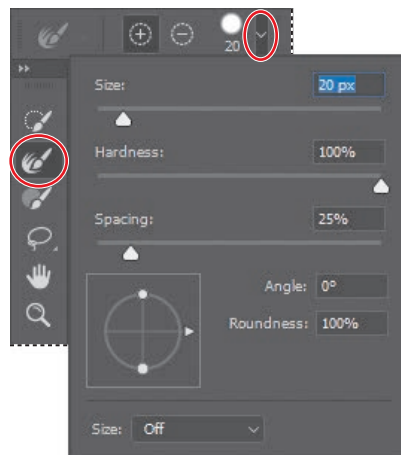 20
Size: 20 px
Hardness: 100%
Spacing: 25%
Angle: 0°
Roundness: 100%
Size: Off